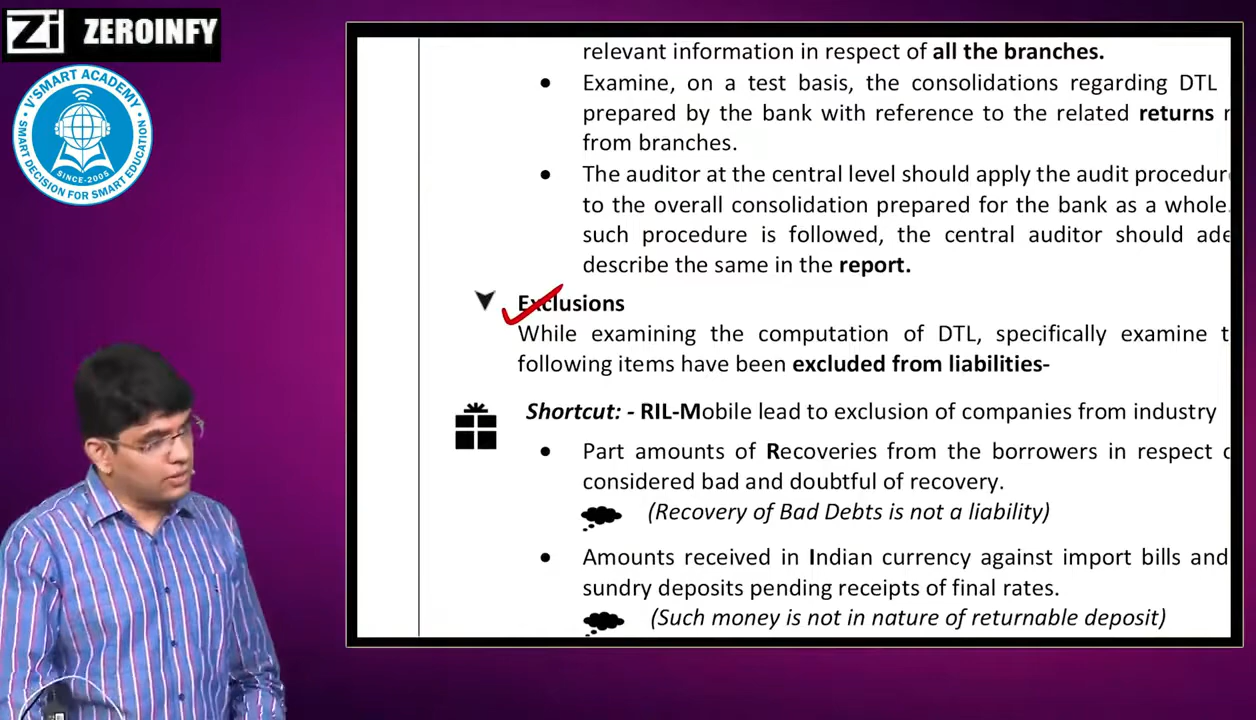 Zi ZEROINFY
V'SMART ACADEMY
SINCE-2005
SMART DECISION FOR SMART EDUCATION
relevant information in respect of all the branches.
• Examine, on a test basis, the consolidations regarding DTL
prepared by the bank with reference to the related returns
from branches.
• The auditor at the central level should apply the audit
to the overall consolidation prepared for the bank as a whole.
such procedure is followed, the central auditor should
describe the same in the report.
Exclusions
While examining the computation of DTL, specifically examine
following items have been excluded from liabilities-
Shortcut: - RIL-Mobile lead to exclusion of companies from industry
• Part amounts of Recoveries from the borrowers in respect
considered bad and doubtful of recovery.
(Recovery of Bad Debts is not a liability)
• Amounts received in Indian currency against import bills and
sundry deposits pending receipts of final rates.
(Such money is not in nature of returnable deposit)